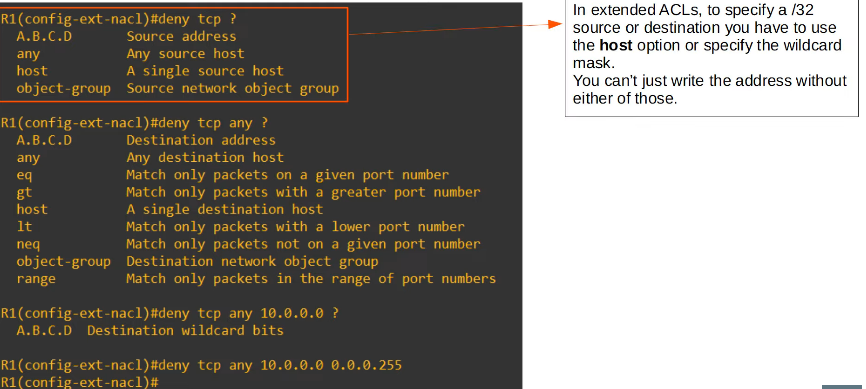 R1(config-ext-nacl)#deny tcp ?
A.B.C.D Source address
any Any source host
host A single source host
object-group Source network object group
R1(config-ext-nacl)#deny tcp any ?
A.B.C.D Destination address
any Any destination host
eq Match only packets on a given port number
gt Match only packets with a greater port number
host A single destination host
lt Match only packets with a lower port number
neq Match only packets not on a given port number
object-group Destination network object group
range Match only packets in the range of port numbers
R1(config-ext-nacl)#deny tcp any 10.0.0.0 ?
A.B.C.D Destination wildcard bits
R1(config-ext-nacl)#deny tcp any 10.0.0.0 0.0.0.255
R1(config-ext-nacl)#
In extended ACLs, to specify a /32
source or destination you have to use
the host option or specify the wildcard
mask.
You can't just write the address without
either of those.